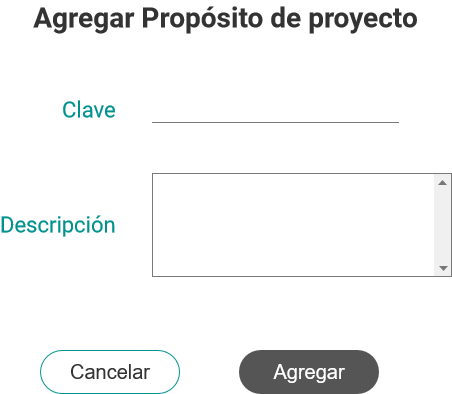 Agregar Propósito de proyecto
Clave
Descripción
Cancelar
Agregar